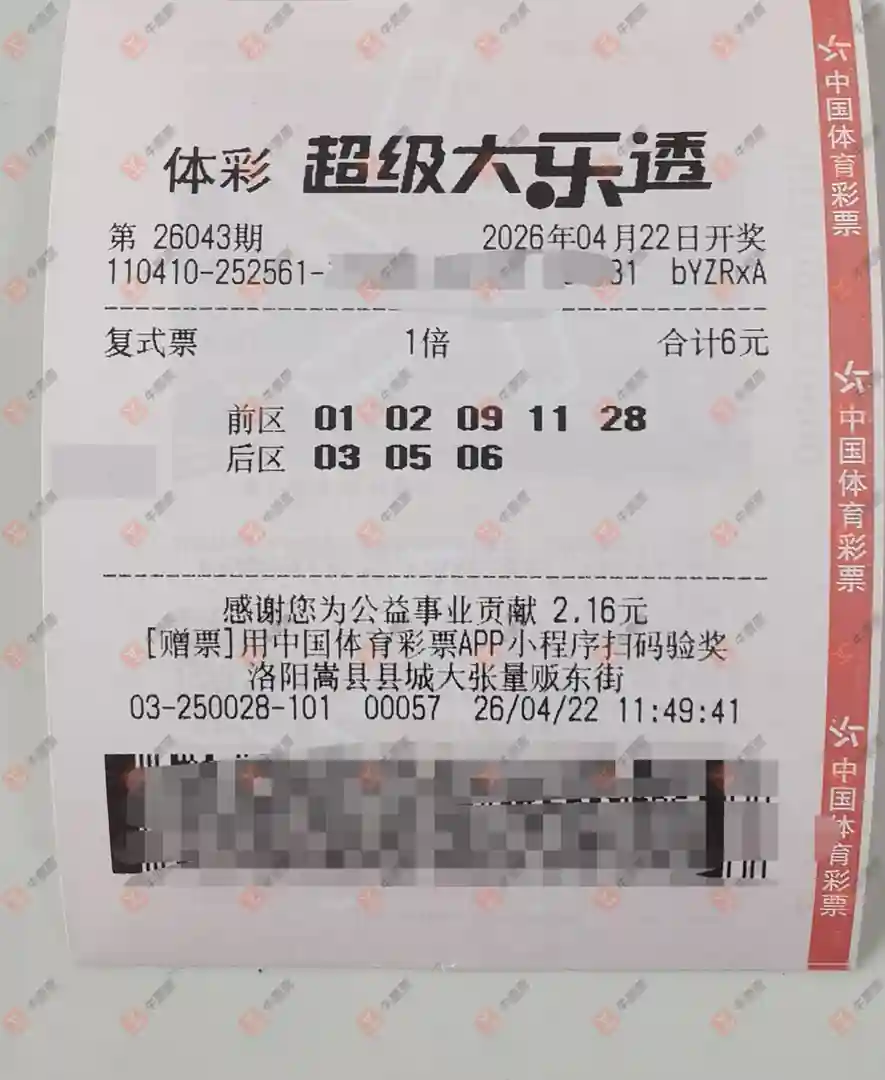 体彩 超级大乐透
第 26043期 2026年04月22日开奖
110410-252561- 31 bYZRxA
复式票 1倍 合计6元
前区 01 02 09 11 28
后区 03 05 06
感谢您为公益事业贡献 2.16元
[赠票]用中国体育彩票APP小程序扫码验奖
洛阳嵩县县城大张量贩东街
03-250028-101 00057 26/04/22 11:49:41
中国体育彩票
中国体育彩票
中国体育彩票